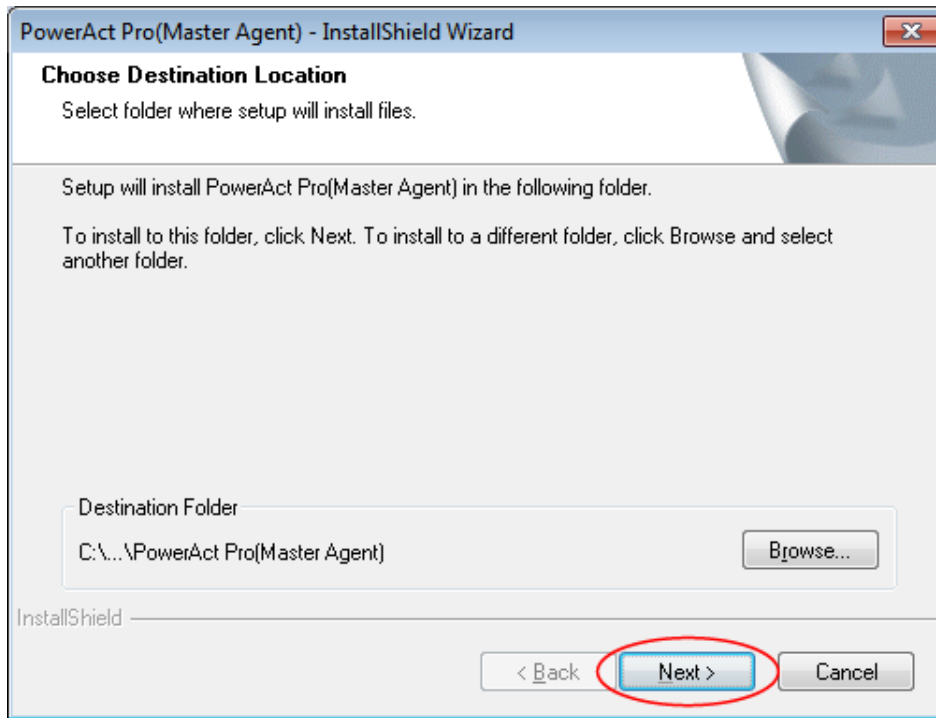 PowerAct Pro(Master Agent) - InstallShield Wizard
Choose Destination Location
Select folder where setup will install files.
Setup will install PowerAct Pro(Master Agent) in the following folder.
To install to this folder, click Next. To install to a different folder, click Browse and select
another folder.
Destination Folder
C:\...\PowerAct Pro(Master Agent)
Browse...
InstallShield
< Back
Next >
Cancel